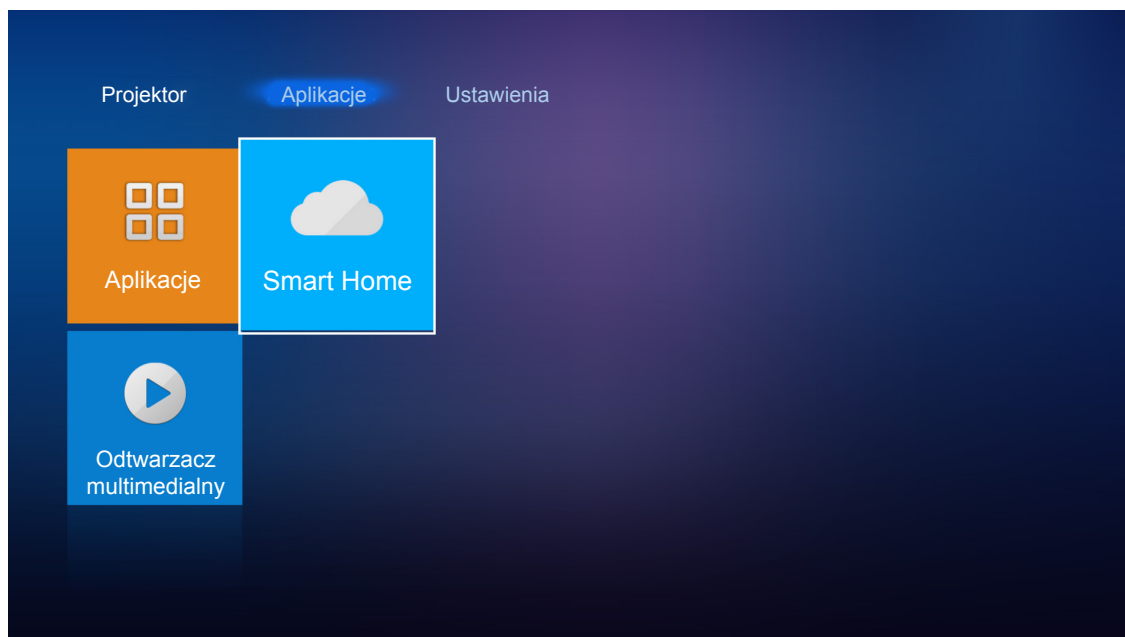 Projektor
Aplikacje
Ustawienia
Aplikacje
Smart Home
Odtwarzacz
multimedialny